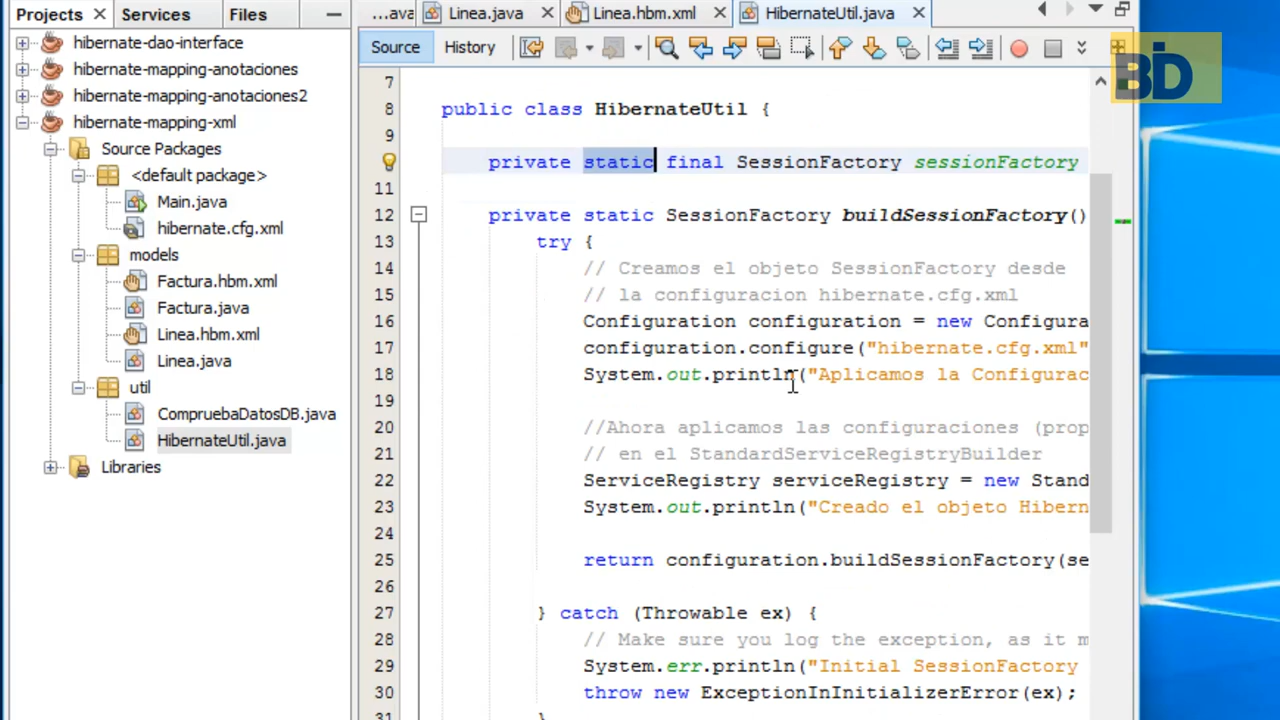 Projects
Services
Files
...ava
Linea.java
Linea.hbm.xml
HibernateUtil.java
hibernate-dao-interface
hibernate-mapping-anotaciones
hibernate-mapping-anotaciones2
hibernate-mapping-xml
Source Packages
<default package>
Main.java
hibernate.cfg.xml
models
Factura.hbm.xml
Factura.java
Linea.hbm.xml
Linea.java
util
CompruebaDatosDB.java
HibernateUtil.java
Libraries
Source
History
BID
7
8 public class HibernateUtil {
9
private static final SessionFactory sessionFactory
11
12 private static SessionFactory buildSessionFactory()
13 try {
14 // Creamos el objeto SessionFactory desde
15 // la configuracion hibernate.cfg.xml
16 Configuration configuration = new Configura
17 configuration.configure("hibernate.cfg.xml"
18 System.out.println("Aplicamos la Configurac
19
20 //Ahora aplicamos las configuraciones (prop
21 // en el StandardServiceRegistryBuilder
22 ServiceRegistry serviceRegistry = new Stand
23 System.out.println("Creado el objeto Hibern
24
25 return configuration.buildSessionFactory(se
26
27 } catch (Throwable ex) {
28 // Make sure you log the exception, as it m
29 System.err.println("Initial SessionFactory
30 throw new ExceptionInInitializerError(ex);
31 }